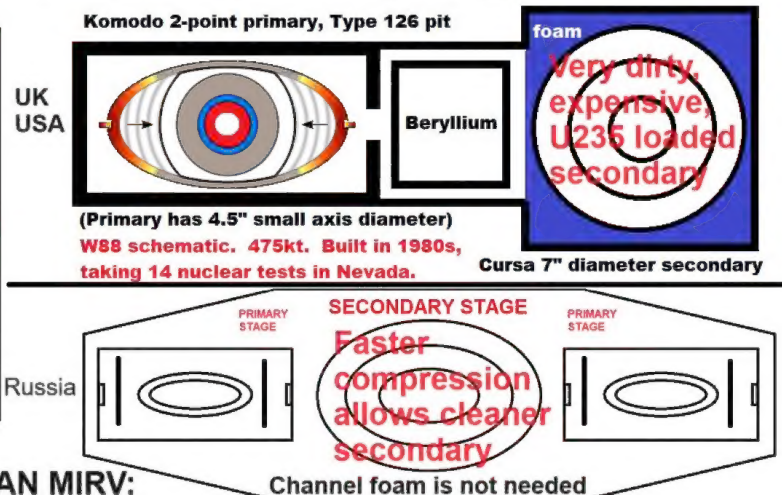 Komodo 2-point primary, Type 126 pit
foam
Very dirty,
expensive,
U235 loaded
secondary
UK
USA
Beryllium
(Primary has 4.5" small axis diameter)
W88 schematic. 475kt. Built in 1980s,
taking 14 nuclear tests in Nevada.
Cursa 7" diameter secondary
PRIMARY
STAGE
SECONDARY STAGE
PRIMARY
STAGE
Faster
compression
allows cleaner
secondary
Russia
AN MIRV:
Channel foam is not needed